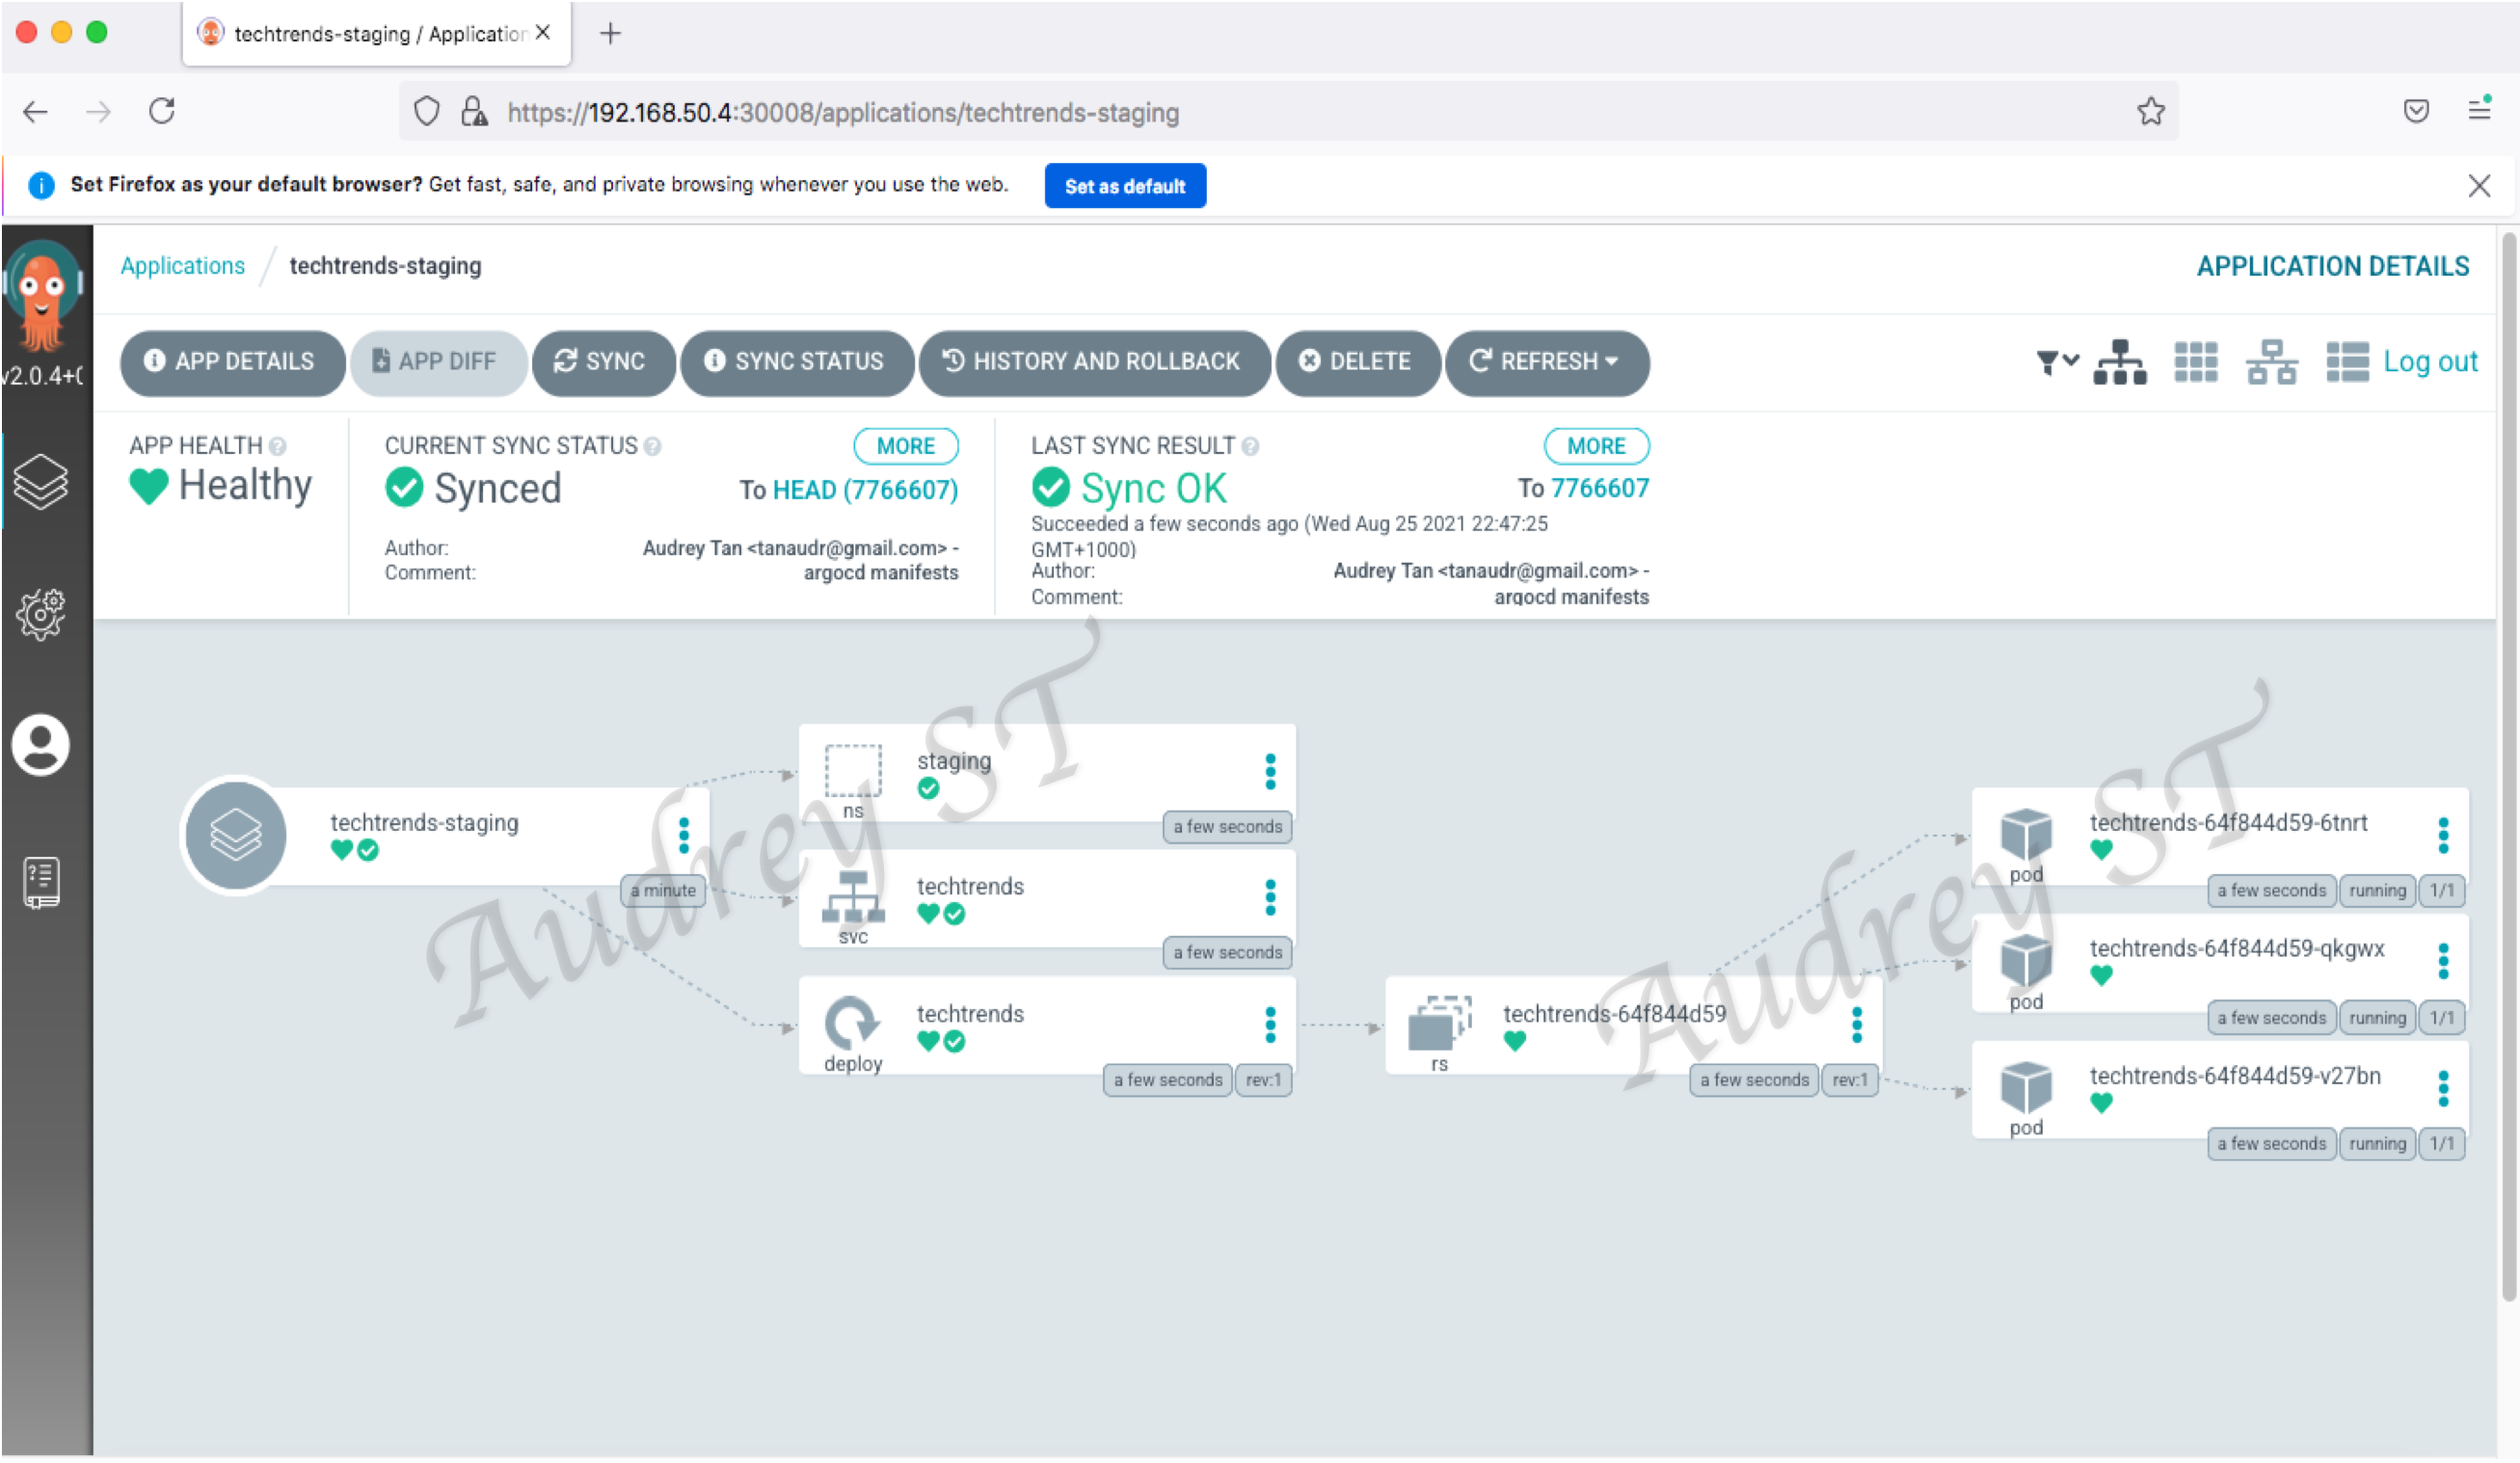 techtrends-staging / Application
https://192.168.50.4:30008/applications/techtrends-staging
Set Firefox as your default browser? Get fast, safe, and private browsing whenever you use the web. Set as default
Applications / techtrends-staging APPLICATION DETAILS
v2.0.4+
APP DETAILS APP DIFF SYNC SYNC STATUS HISTORY AND ROLLBACK DELETE REFRESH Log out
APP HEALTH
Healthy
CURRENT SYNC STATUS MORE
Synced To HEAD (7766607)
Author: Audrey Tan <tanaudr@gmail.com> -
Comment: argocd manifests
LAST SYNC RESULT MORE
Sync OK To 7766607
Succeeded a few seconds ago (Wed Aug 25 2021 22:47:25
GMT+1000)
Author: Audrey Tan <tanaudr@gmail.com> -
Comment: argocd manifests
techtrends-staging
a minute
staging
ns
a few seconds
techtrends
svc
a few seconds
techtrends
deploy
a few seconds rev:1
techtrends-64f844d59
rs
a few seconds rev:1
techtrends-64f844d59-6tnrt
pod
a few seconds running 1/1
techtrends-64f844d59-qkgwx
pod
a few seconds running 1/1
techtrends-64f844d59-v27bn
pod
a few seconds running 1/1
Audrey ST
Audrey ST